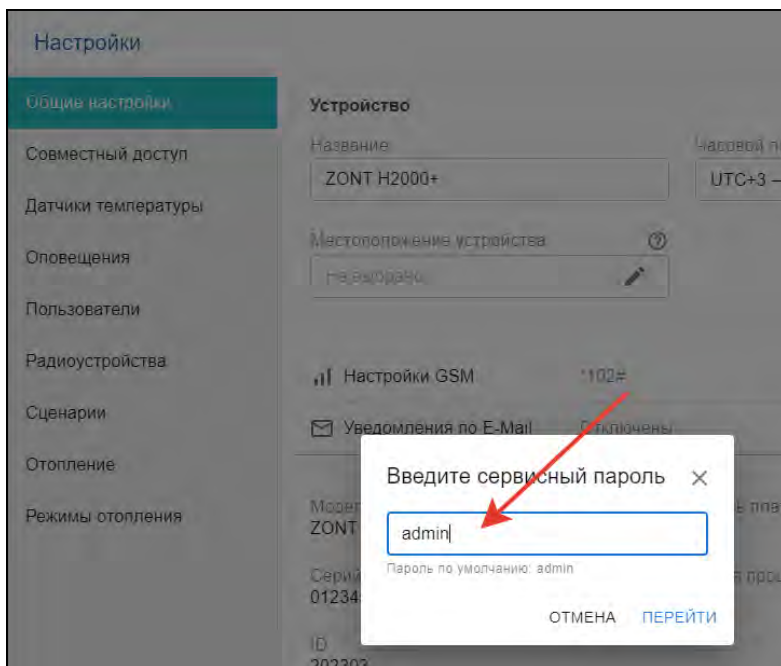 Настройки
Общие настройки
Совместный доступ
Датчики температуры
Оповещения
Пользователи
Радиоустройства
Сценарии
Отопление
Режимы отопления
Устройство
Название
Часовой
ZONT H2000+
UTC+3 –
Местоположение устройства
Не выбрано
Настройки GSM
*102#
Уведомления по E-Mail
Отключены
Введите сервисный пароль
admin
Пароль по умолчанию: admin
ОТМЕНА ПЕРЕЙТИ
ZONT
01234
ID
202303